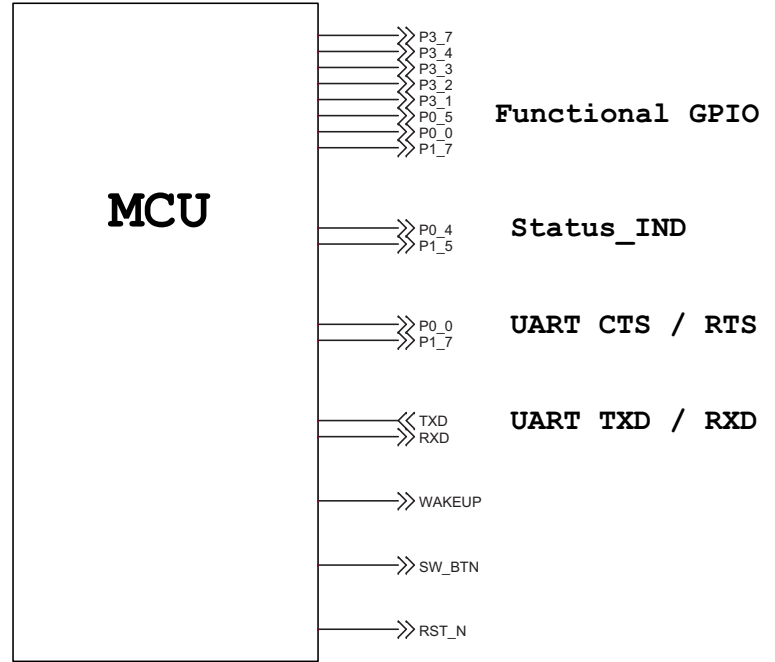 P3_7
P3_4
P3_3
P3_2
P3_1
P0_5
P0_0
P1_7
Functional GPIO
MCU
P0_4
P1_5
Status_IND
P0_0
P1_7
UART CTS / RTS
TXD
RXD
UART TXD / RXD
WAKEUP
SW_BTN
RST_N